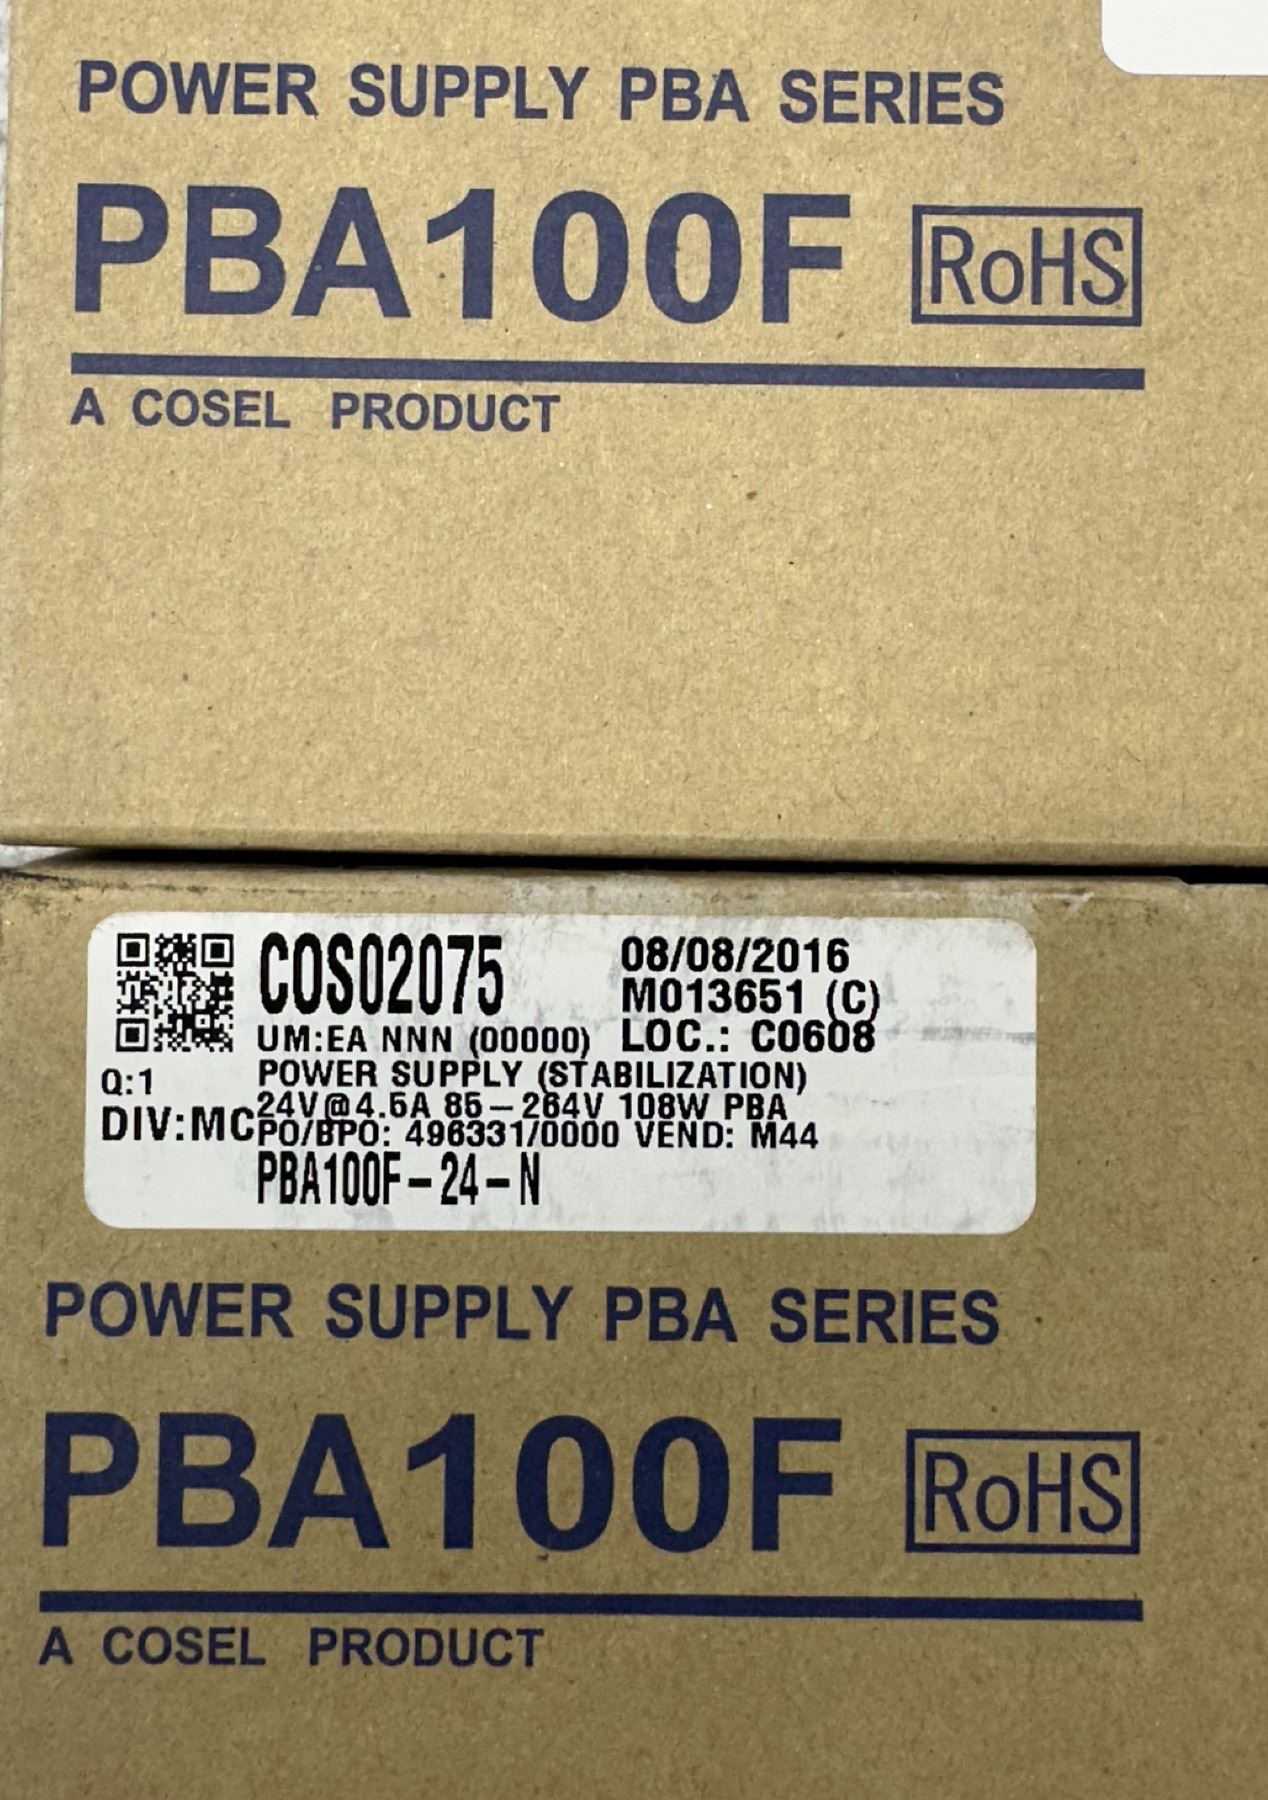 POWER SUPPLY PBA SERIES
PBA100F RoHS
A COSEL PRODUCT
COS02075 08/08/2016
M013651 (C)
UM:EA NNN (00000) LOC.: C0608
Q:1 POWER SUPPLY (STABILIZATION)
24V@4.5A 85-264V 108W PBA
DIV:MC PO/BPO: 496331/0000 VEND: M44
PBA100F-24-N
POWER SUPPLY PBA SERIES
PBA100F RoHS
A COSEL PRODUCT